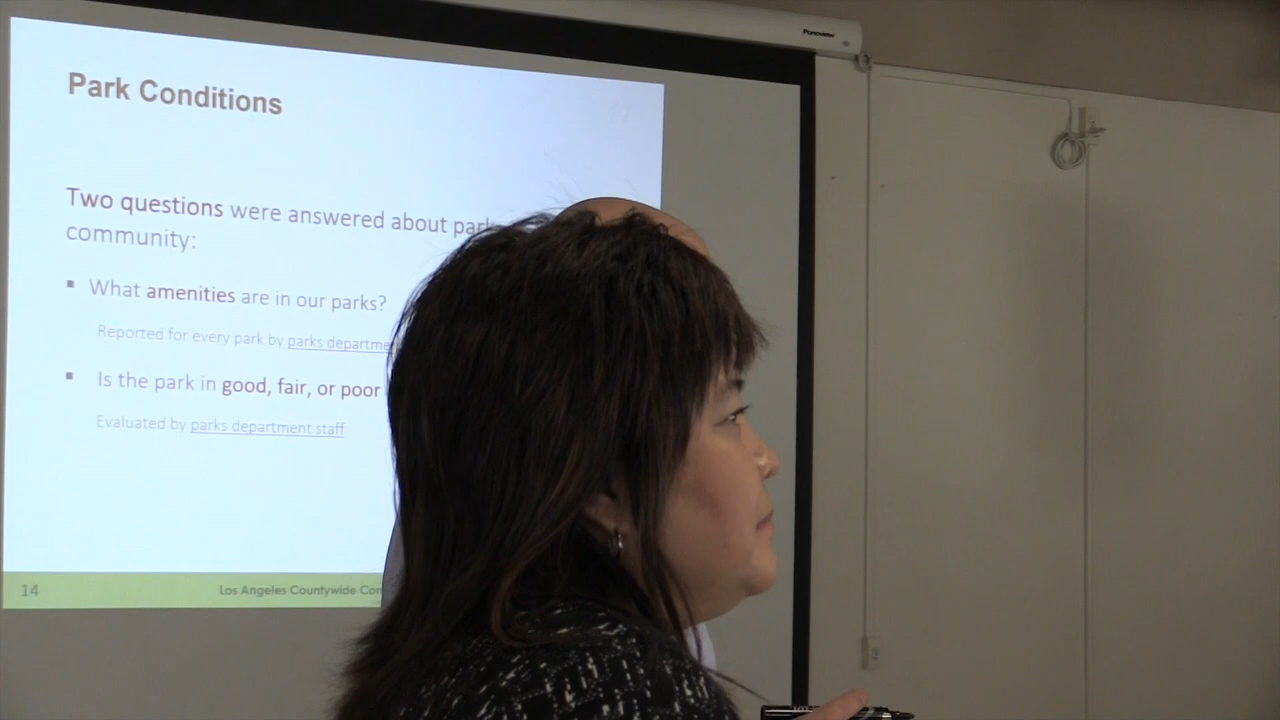 Panoview
Park Conditions
Two questions were answered about park
community:
What amenities are in our parks?
Reported for every park by parks departme
Is the park in good, fair, or poor
Evaluated by parks department staff
14
Los Angeles Countywide Com